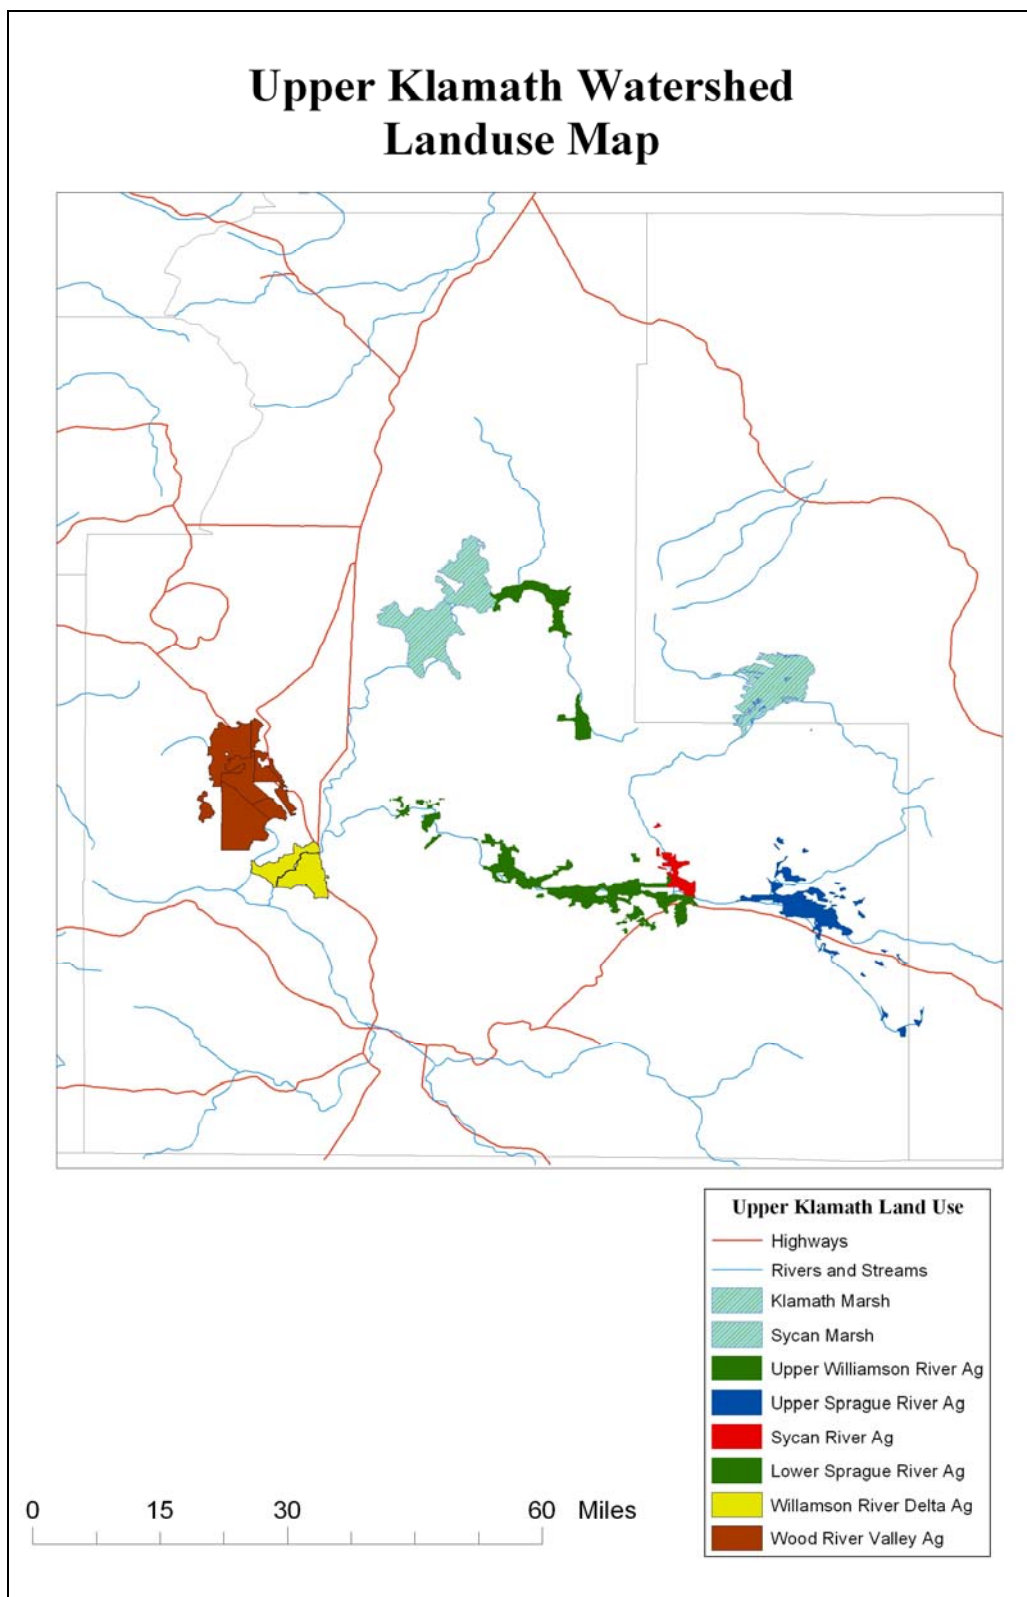 Upper Klamath Watershed
Landuse Map
Upper Klamath Land Use
Highways
Rivers and Streams
Klamath Marsh
Sycan Marsh
Upper Williamson River Ag
Upper Sprague River Ag
Sycan River Ag
Lower Sprague River Ag
Willamson River Delta Ag
Wood River Valley Ag
0 15 30 60 Miles